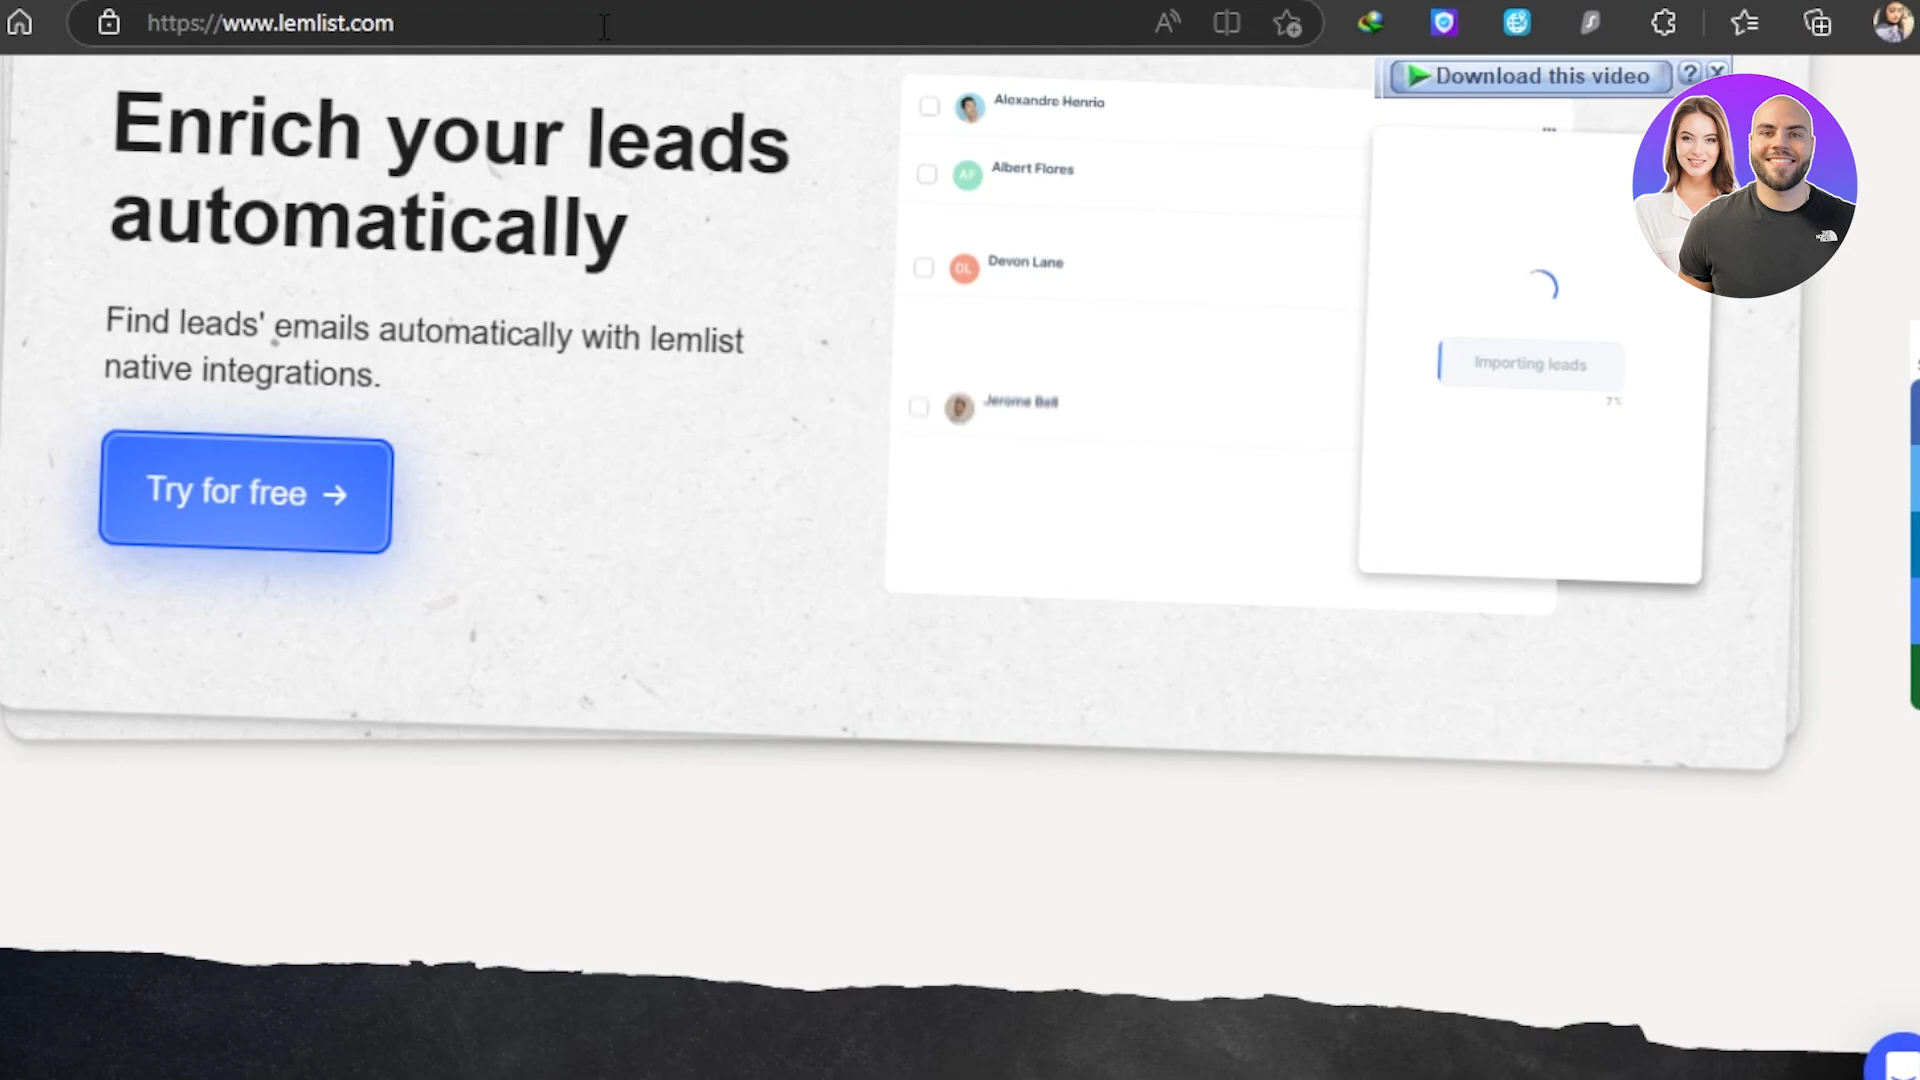 https://www.lemlist.com
Download this video
?
Enrich your leads
automatically
Find leads' emails automatically with lemlist
native integrations.
Try for free →
Alexandre Henrio
Albert Flores
AF
Devon Lane
DL
Jerome Bell
Importing leads
7%